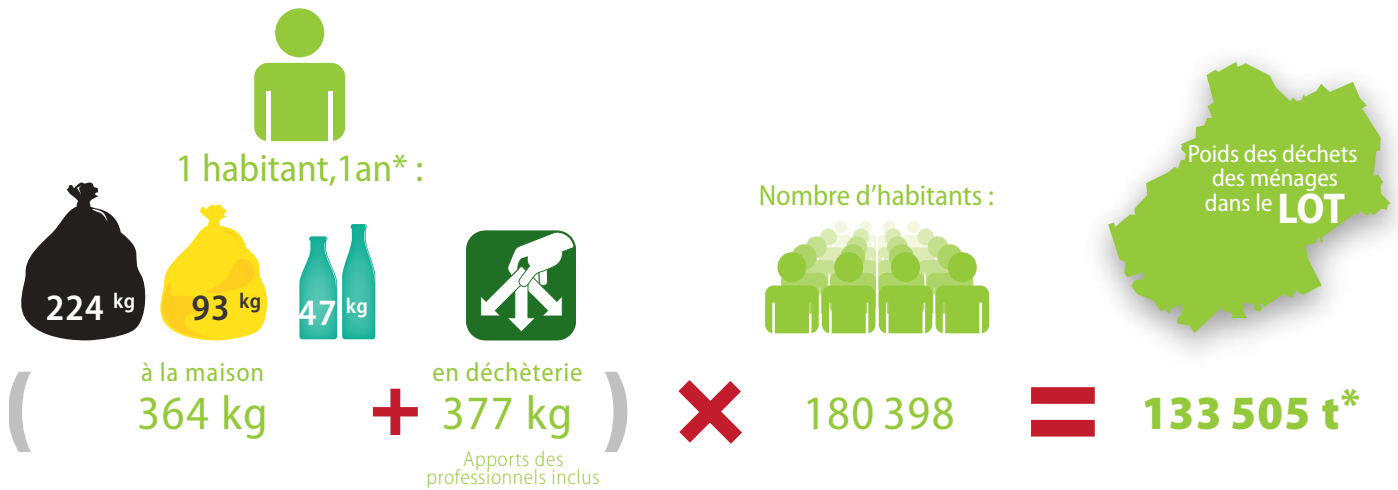 1 habitant,1an* :
224 kg
93 kg
47 kg
(
à la maison
364 kg
+
en déchèterie
377 kg
Apports des
professionnels inclus
)
×
Nombre d’habitants :
180 398
=
Poids des déchets
des ménages
dans le LOT
133 505 t*